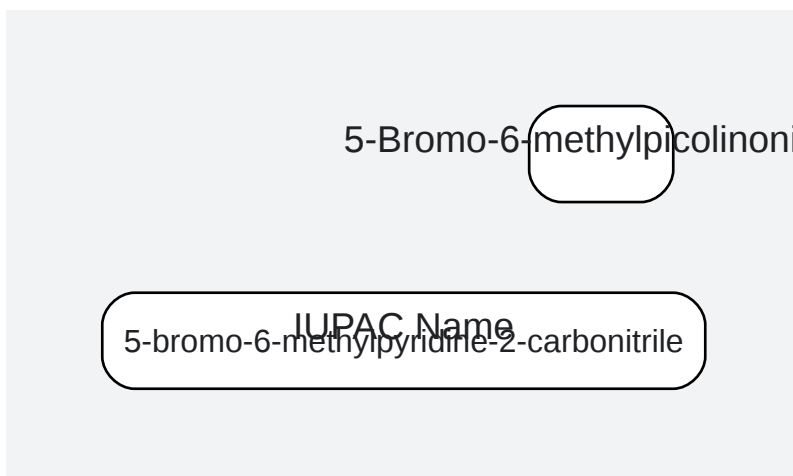 5-Bromo-6-methylpicolinoni
IUPAC Name
5-bromo-6-methylpyridine-2-carbonitrile